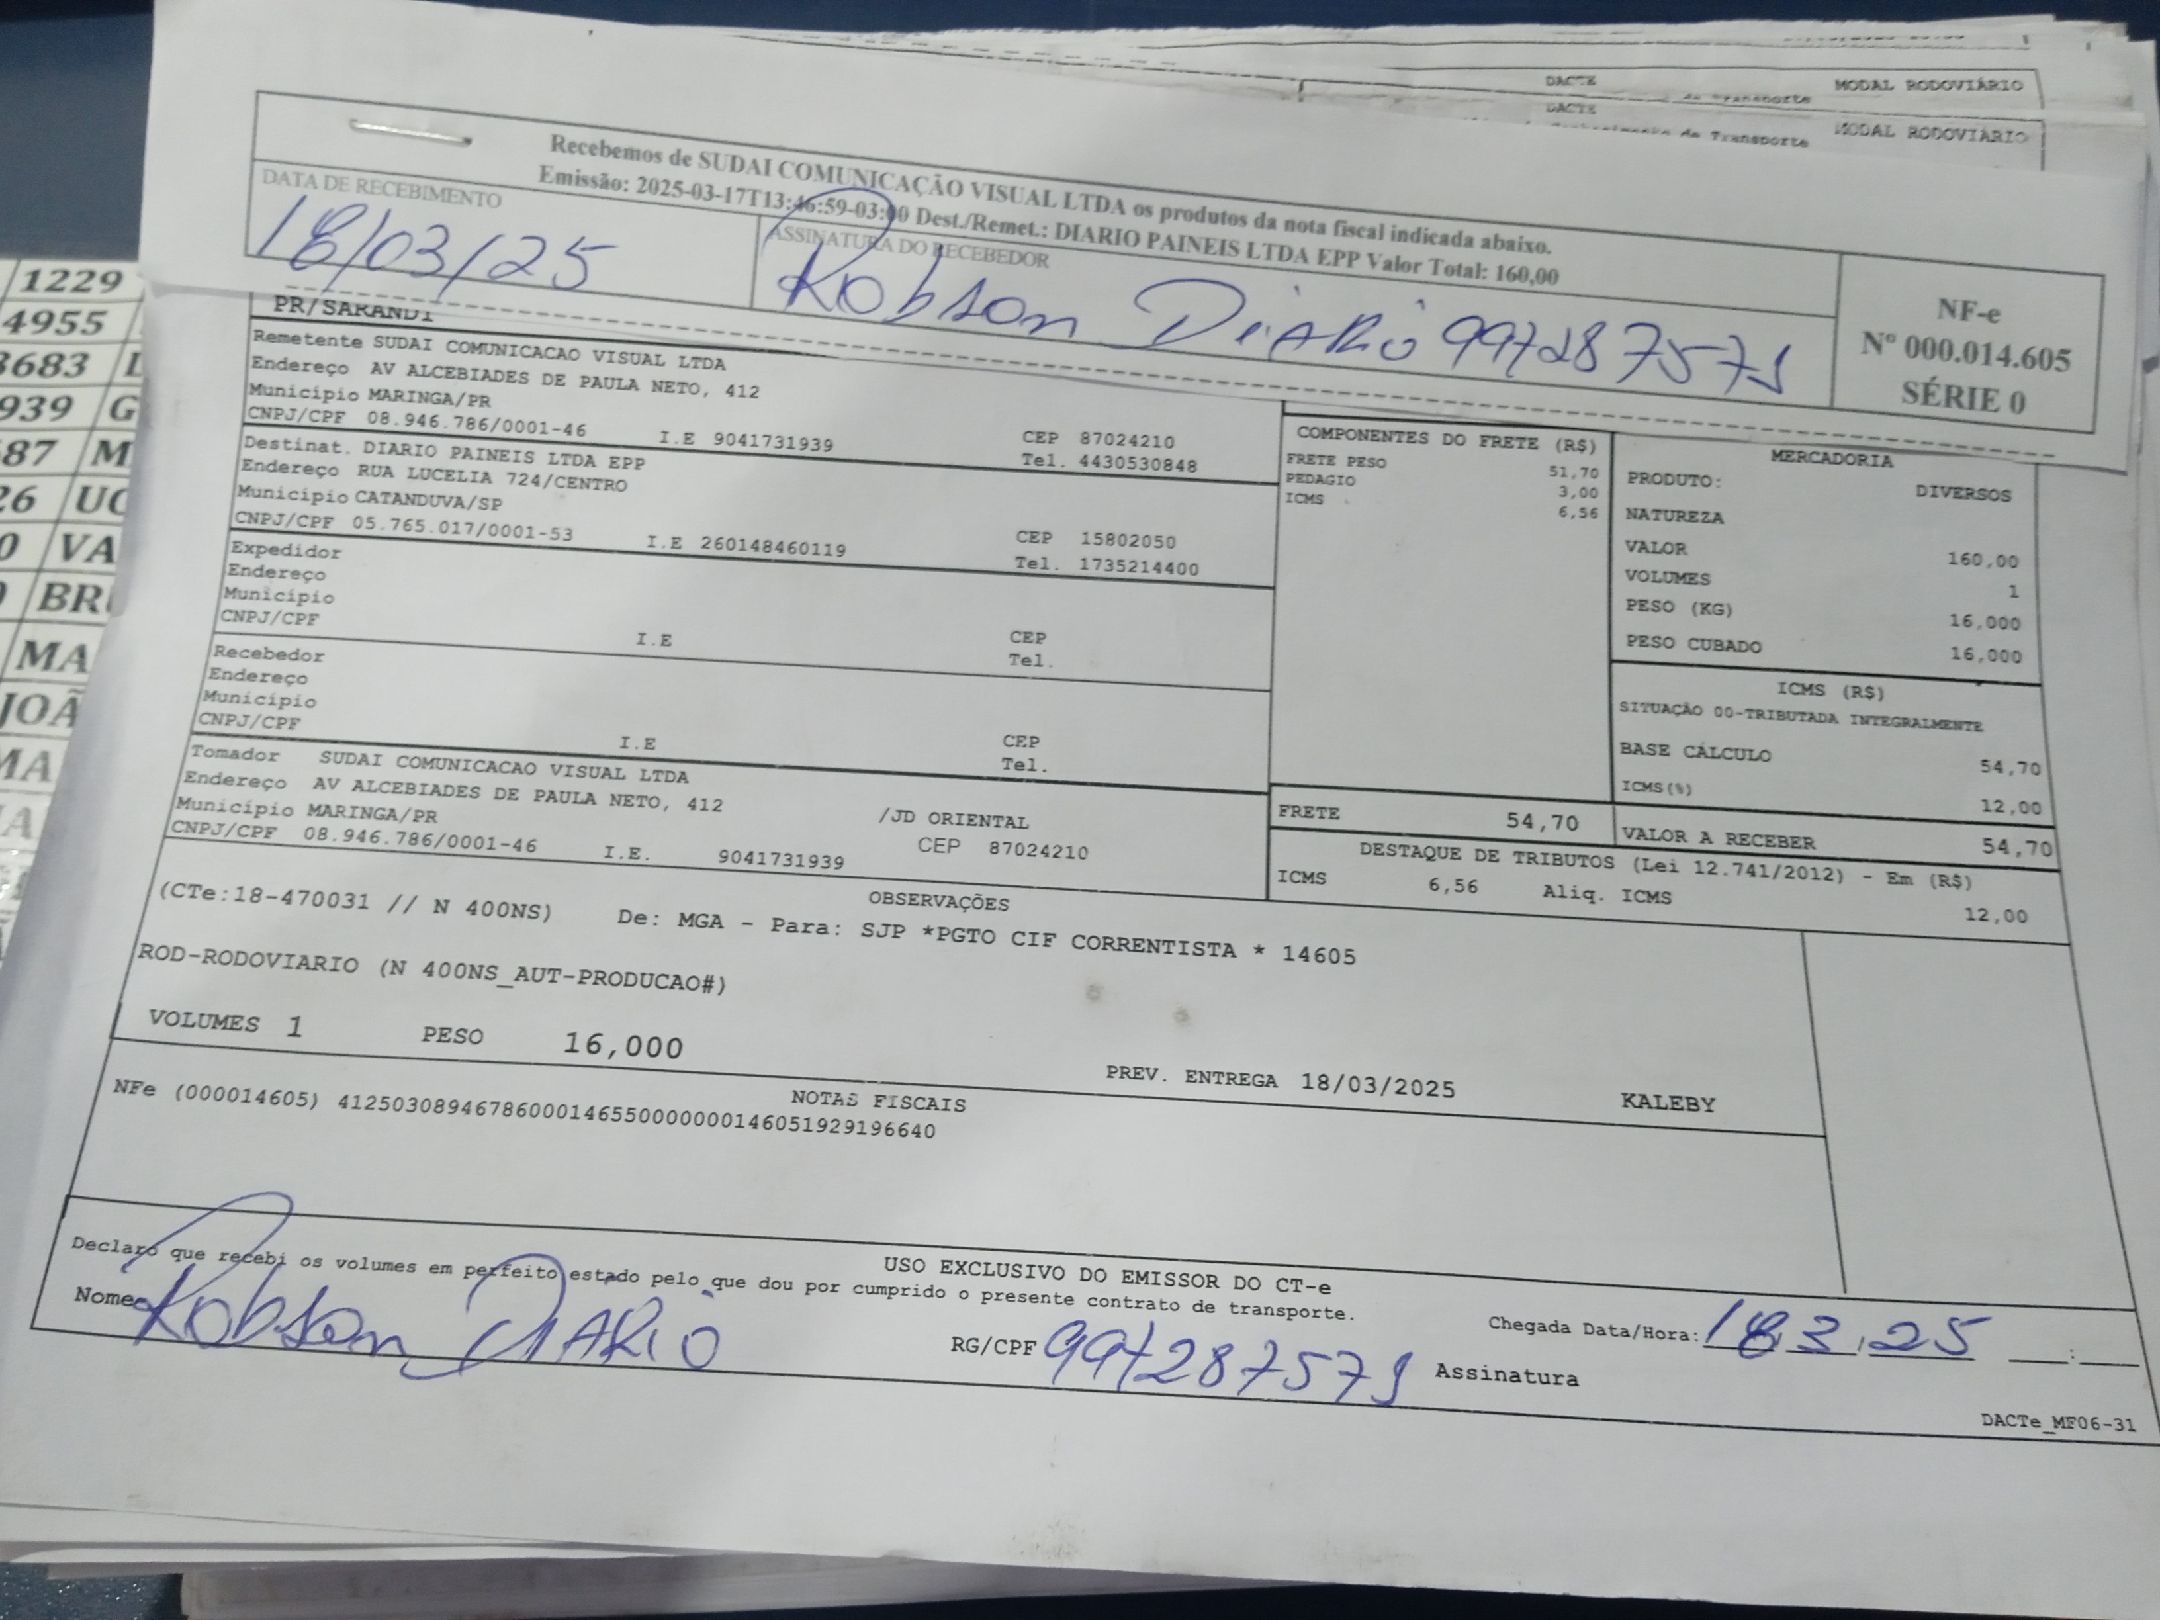 MODAL RODOVIÁRIO
DACTE
MODAL RODOVIÁRIO
DACTE
de Transporte
Recebemos de SUDAI COMUNICAÇÃO VISUAL LTDA os produtos da nota fiscal indicada abaixo.
Emissão: 2025-03-17T13:46:59-03:00 Dest./Remet.: DIARIO PAINEIS LTDA EPP Valor Total: 160,00
DATA DE RECEBIMENTO
18/03/25
ASSINATURA DO RECEBEDOR
Robson Diário
NF-e
Nº 000.014.605
SÉRIE 0
1229
4955
3683
939 G
87 M
26 UC
0 VA
BRU
MA
JOÃ
MA
PR/SARANDI
Remetente SUDAI COMUNICACAO VISUAL LTDA
Endereço AV ALCEBIADES DE PAULA NETO, 412
Município MARINGA/PR
CNPJ/CPF 08.946.786/0001-46 I.E 9041731939
CEP 87024210
Tel. 4430530848
Destinat. DIARIO PAINEIS LTDA EPP
Endereço RUA LUCELIA 724/CENTRO
Município CATANDUVA/SP
CNPJ/CPF 05.765.017/0001-53 I.E 260148460119
CEP 15802050
Tel. 1735214400
Expedidor
Endereço
Município
CNPJ/CPF I.E
CEP
Tel.
Recebedor
Endereço
Município
CNPJ/CPF I.E
CEP
Tel.
Tomador SUDAI COMUNICACAO VISUAL LTDA
Endereço AV ALCEBIADES DE PAULA NETO, 412 /JD ORIENTAL
Município MARINGA/PR CEP 87024210
CNPJ/CPF 08.946.786/0001-46 I.E. 9041731939
COMPONENTES DO FRETE (R$)
FRETE PESO 51,70
PEDAGIO 3,00
ICMS 6,56
FRETE 54,70
MERCADORIA
PRODUTO: DIVERSOS
NATUREZA
VALOR 160,00
VOLUMES 1
PESO (KG) 16,000
PESO CUBADO 16,000
ICMS (R$)
SITUAÇÃO 00-TRIBUTADA INTEGRALMENTE
BASE CÁLCULO 54,70
ICMS(%) 12,00
VALOR A RECEBER 54,70
DESTAQUE DE TRIBUTOS (Lei 12.741/2012) - Em (R$)
ICMS 6,56 Aliq. ICMS 12,00
OBSERVAÇÕES
(CTe:18-470031 // N 400NS) De: MGA - Para: SJP *PGTO CIF CORRENTISTA * 14605
ROD-RODOVIARIO (N 400NS_AUT-PRODUCAO#)
VOLUMES 1 PESO 16,000
PREV. ENTREGA 18/03/2025 KALEBY
NOTAS FISCAIS
NFe (000014605) 41250308946786000146550000000146051929196640
USO EXCLUSIVO DO EMISSOR DO CT-e
Declaro que recebi os volumes em perfeito estado pelo que dou por cumprido o presente contrato de transporte.
Nome Robson Diário
RG/CPF
Assinatura
Chegada Data/Hora: 18 3 25 __:__
DACTe_MF06-31